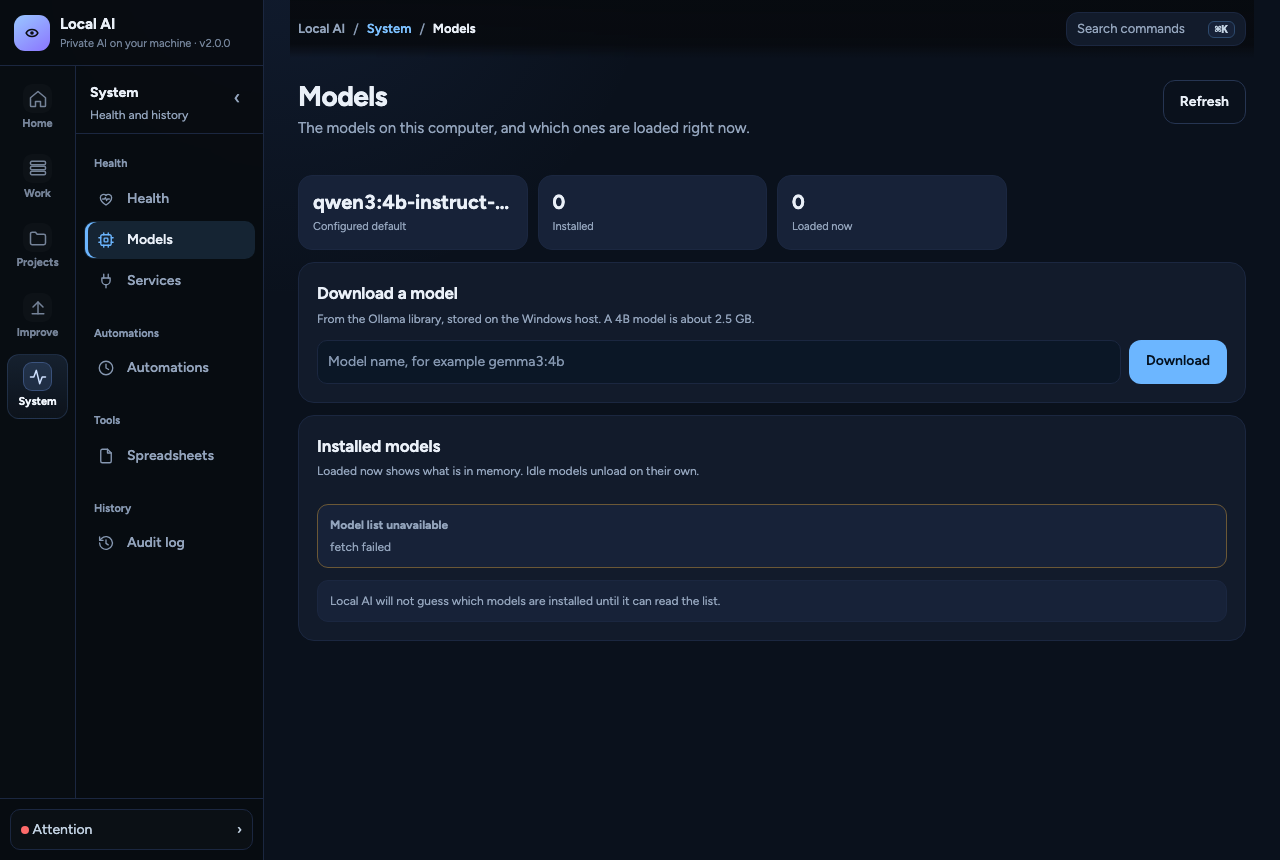 Local AI
Private AI on your machine · v2.0.0
Home
Work
Projects
Improve
System
System
Health and history
‹
Health
Health
Models
Services
Automations
Automations
Tools
Spreadsheets
History
Audit log
Attention ›
Local AI / System / Models
Search commands ⌘K
Models
The models on this computer, and which ones are loaded right now.
Refresh
qwen3:4b-instruct-...
Configured default
0
Installed
0
Loaded now
Download a model
From the Ollama library, stored on the Windows host. A 4B model is about 2.5 GB.
Model name, for example gemma3:4b
Download
Installed models
Loaded now shows what is in memory. Idle models unload on their own.
Model list unavailable
fetch failed
Local AI will not guess which models are installed until it can read the list.